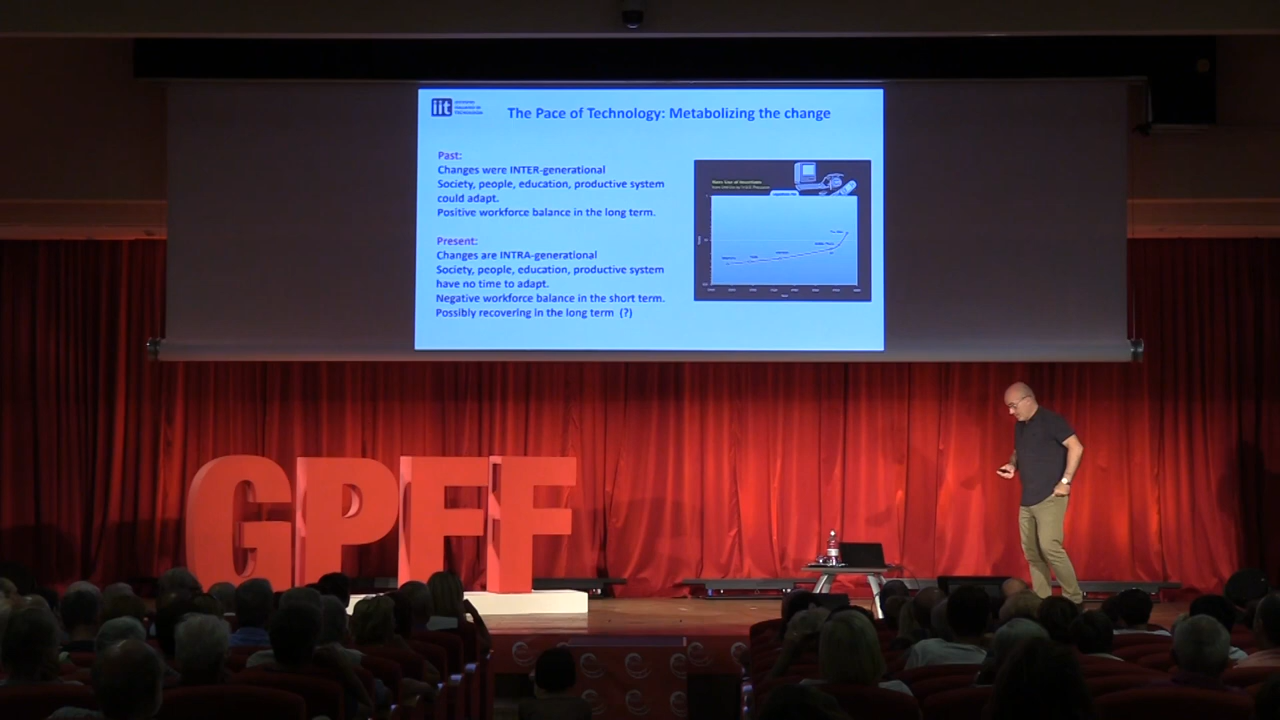 iit
The Pace of Technology: Metabolizing the change
Past:
Changes were INTER-generational
Society, people, education, productive system
could adapt.
Positive workforce balance in the long term.
Present:
Changes are INTRA-generational
Society, people, education, productive system
have no time to adapt.
Negative workforce balance in the short term.
Possibly recovering in the long term (?)
GPFF